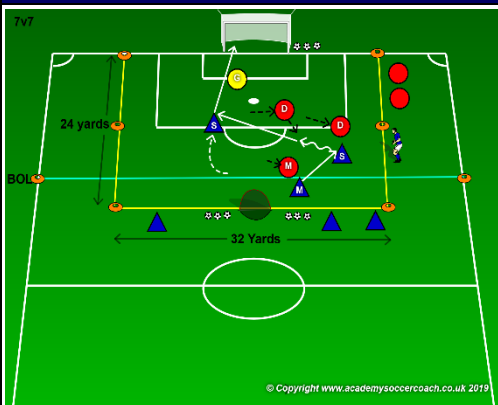 7v7
G
D
24 yards
S
D
S
M
BOL
M
32 Yards
© Copyright www.academysoccercoach.co.uk 2019